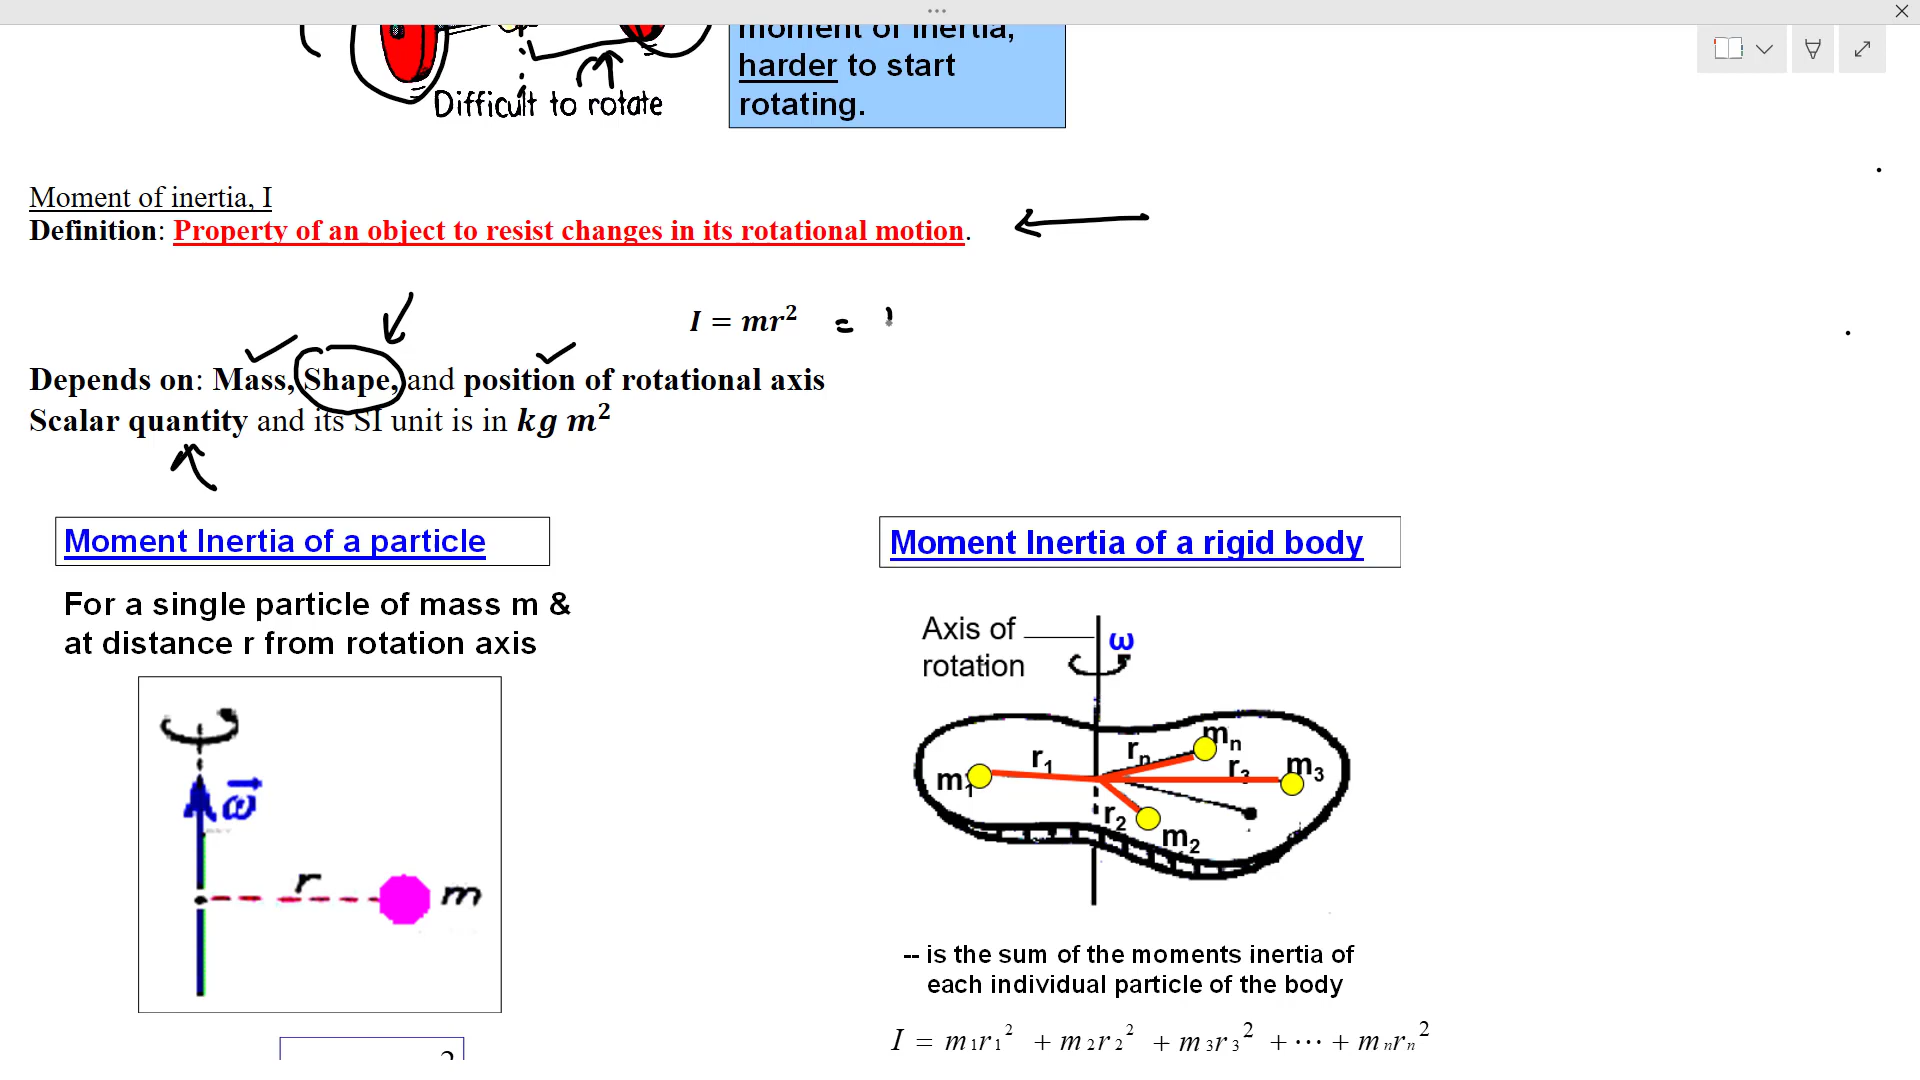 moment of inertia,
harder to start
rotating.
Difficult to rotate
Moment of inertia, I
Definition: Property of an object to resist changes in its rotational motion.
I = mr² =
Depends on: Mass, Shape, and position of rotational axis
Scalar quantity and its SI unit is in kg m²
Moment Inertia of a particle
For a single particle of mass m &
at distance r from rotation axis
ω
r
m
Moment Inertia of a rigid body
Axis of
rotation
ω
m₁
r₁
rₙ
mₙ
r₃
m₃
r₂
m₂
-- is the sum of the moments inertia of
each individual particle of the body
I = m₁r₁² + m₂r₂² + m₃r₃² + ··· + mₙrₙ²